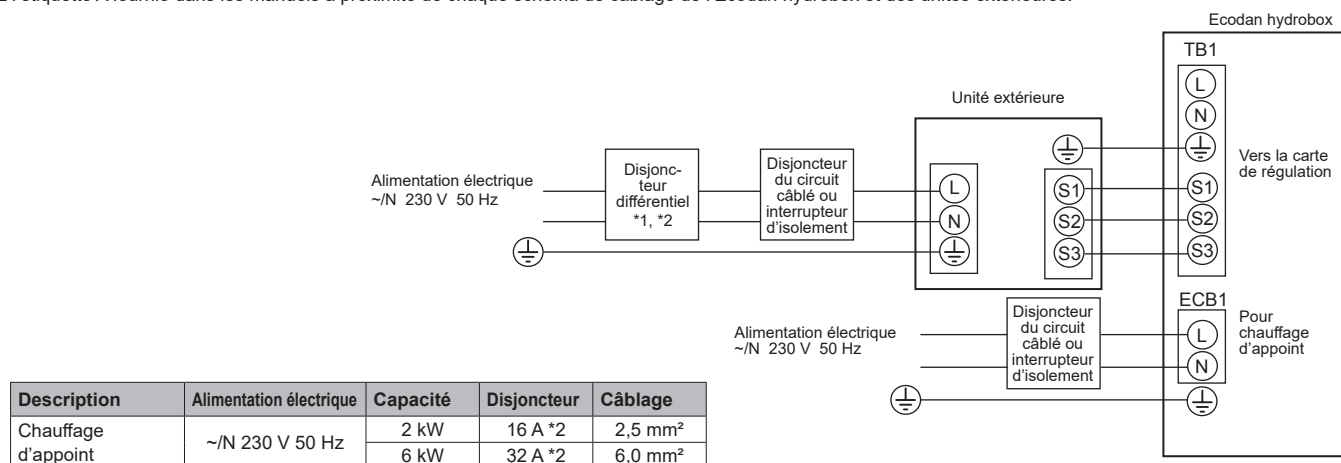 Ecodan hydrobox
TB1
L
N
Vers la carte
de régulation
S1
S2
S3
Unité extérieure
L
N
S1
S2
S3
Alimentation électrique
~/N 230 V 50 Hz
Disjonc-
teur
différentiel
*1, *2
Disjoncteur
du circuit
câblé ou
interrupteur
d'isolement
ECB1
L
N
Pour
chauffage
d'appoint
Alimentation électrique
~/N 230 V 50 Hz
Disjoncteur
du circuit
câblé ou
interrupteur
d'isolement
Description Alimentation électrique Capacité Disjoncteur Câblage
Chauffage
d'appoint
~/N 230 V 50 Hz
2 kW 16 A *2 2,5 mm²
6 kW 32 A *2 6,0 mm²